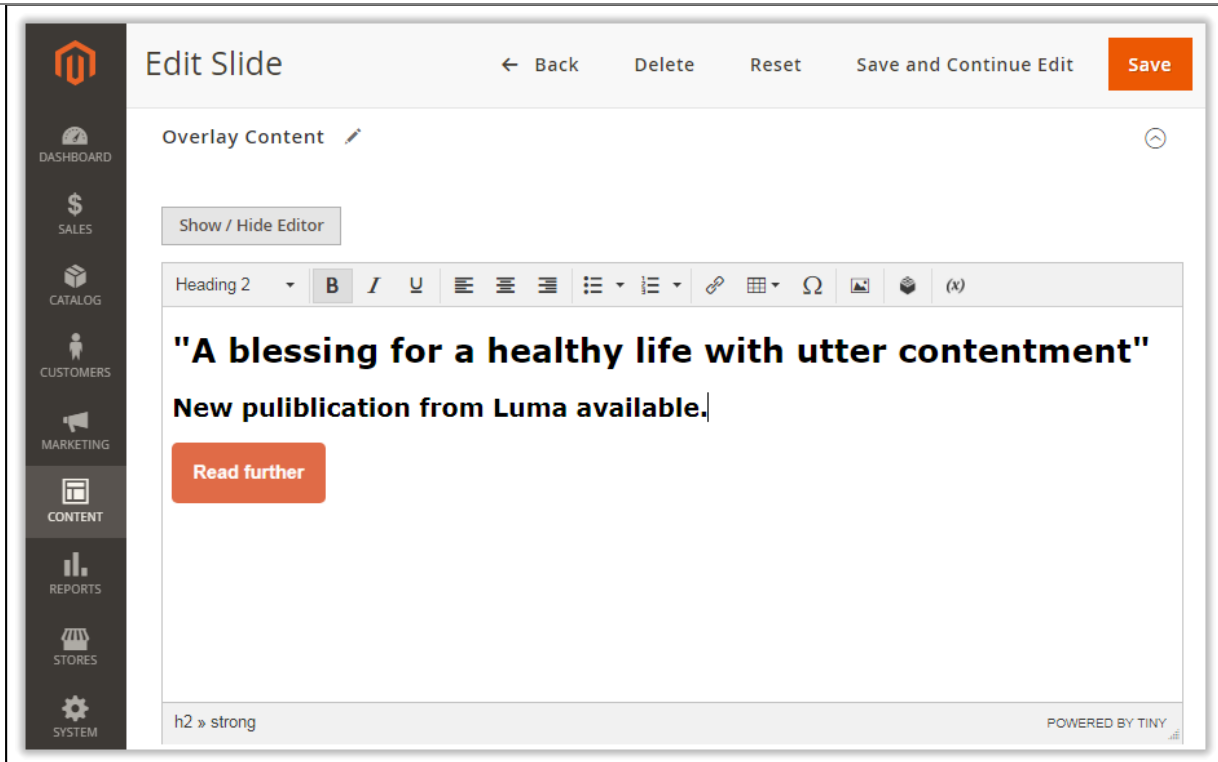 Edit Slide
← Back Delete Reset Save and Continue Edit Save
DASHBOARD
SALES
CATALOG
CUSTOMERS
MARKETING
CONTENT
REPORTS
STORES
SYSTEM
Overlay Content
Show / Hide Editor
Heading 2 B I U Ω (x)
"A blessing for a healthy life with utter contentment"
New puliblication from Luma available.
Read further
h2 » strong POWERED BY TINY